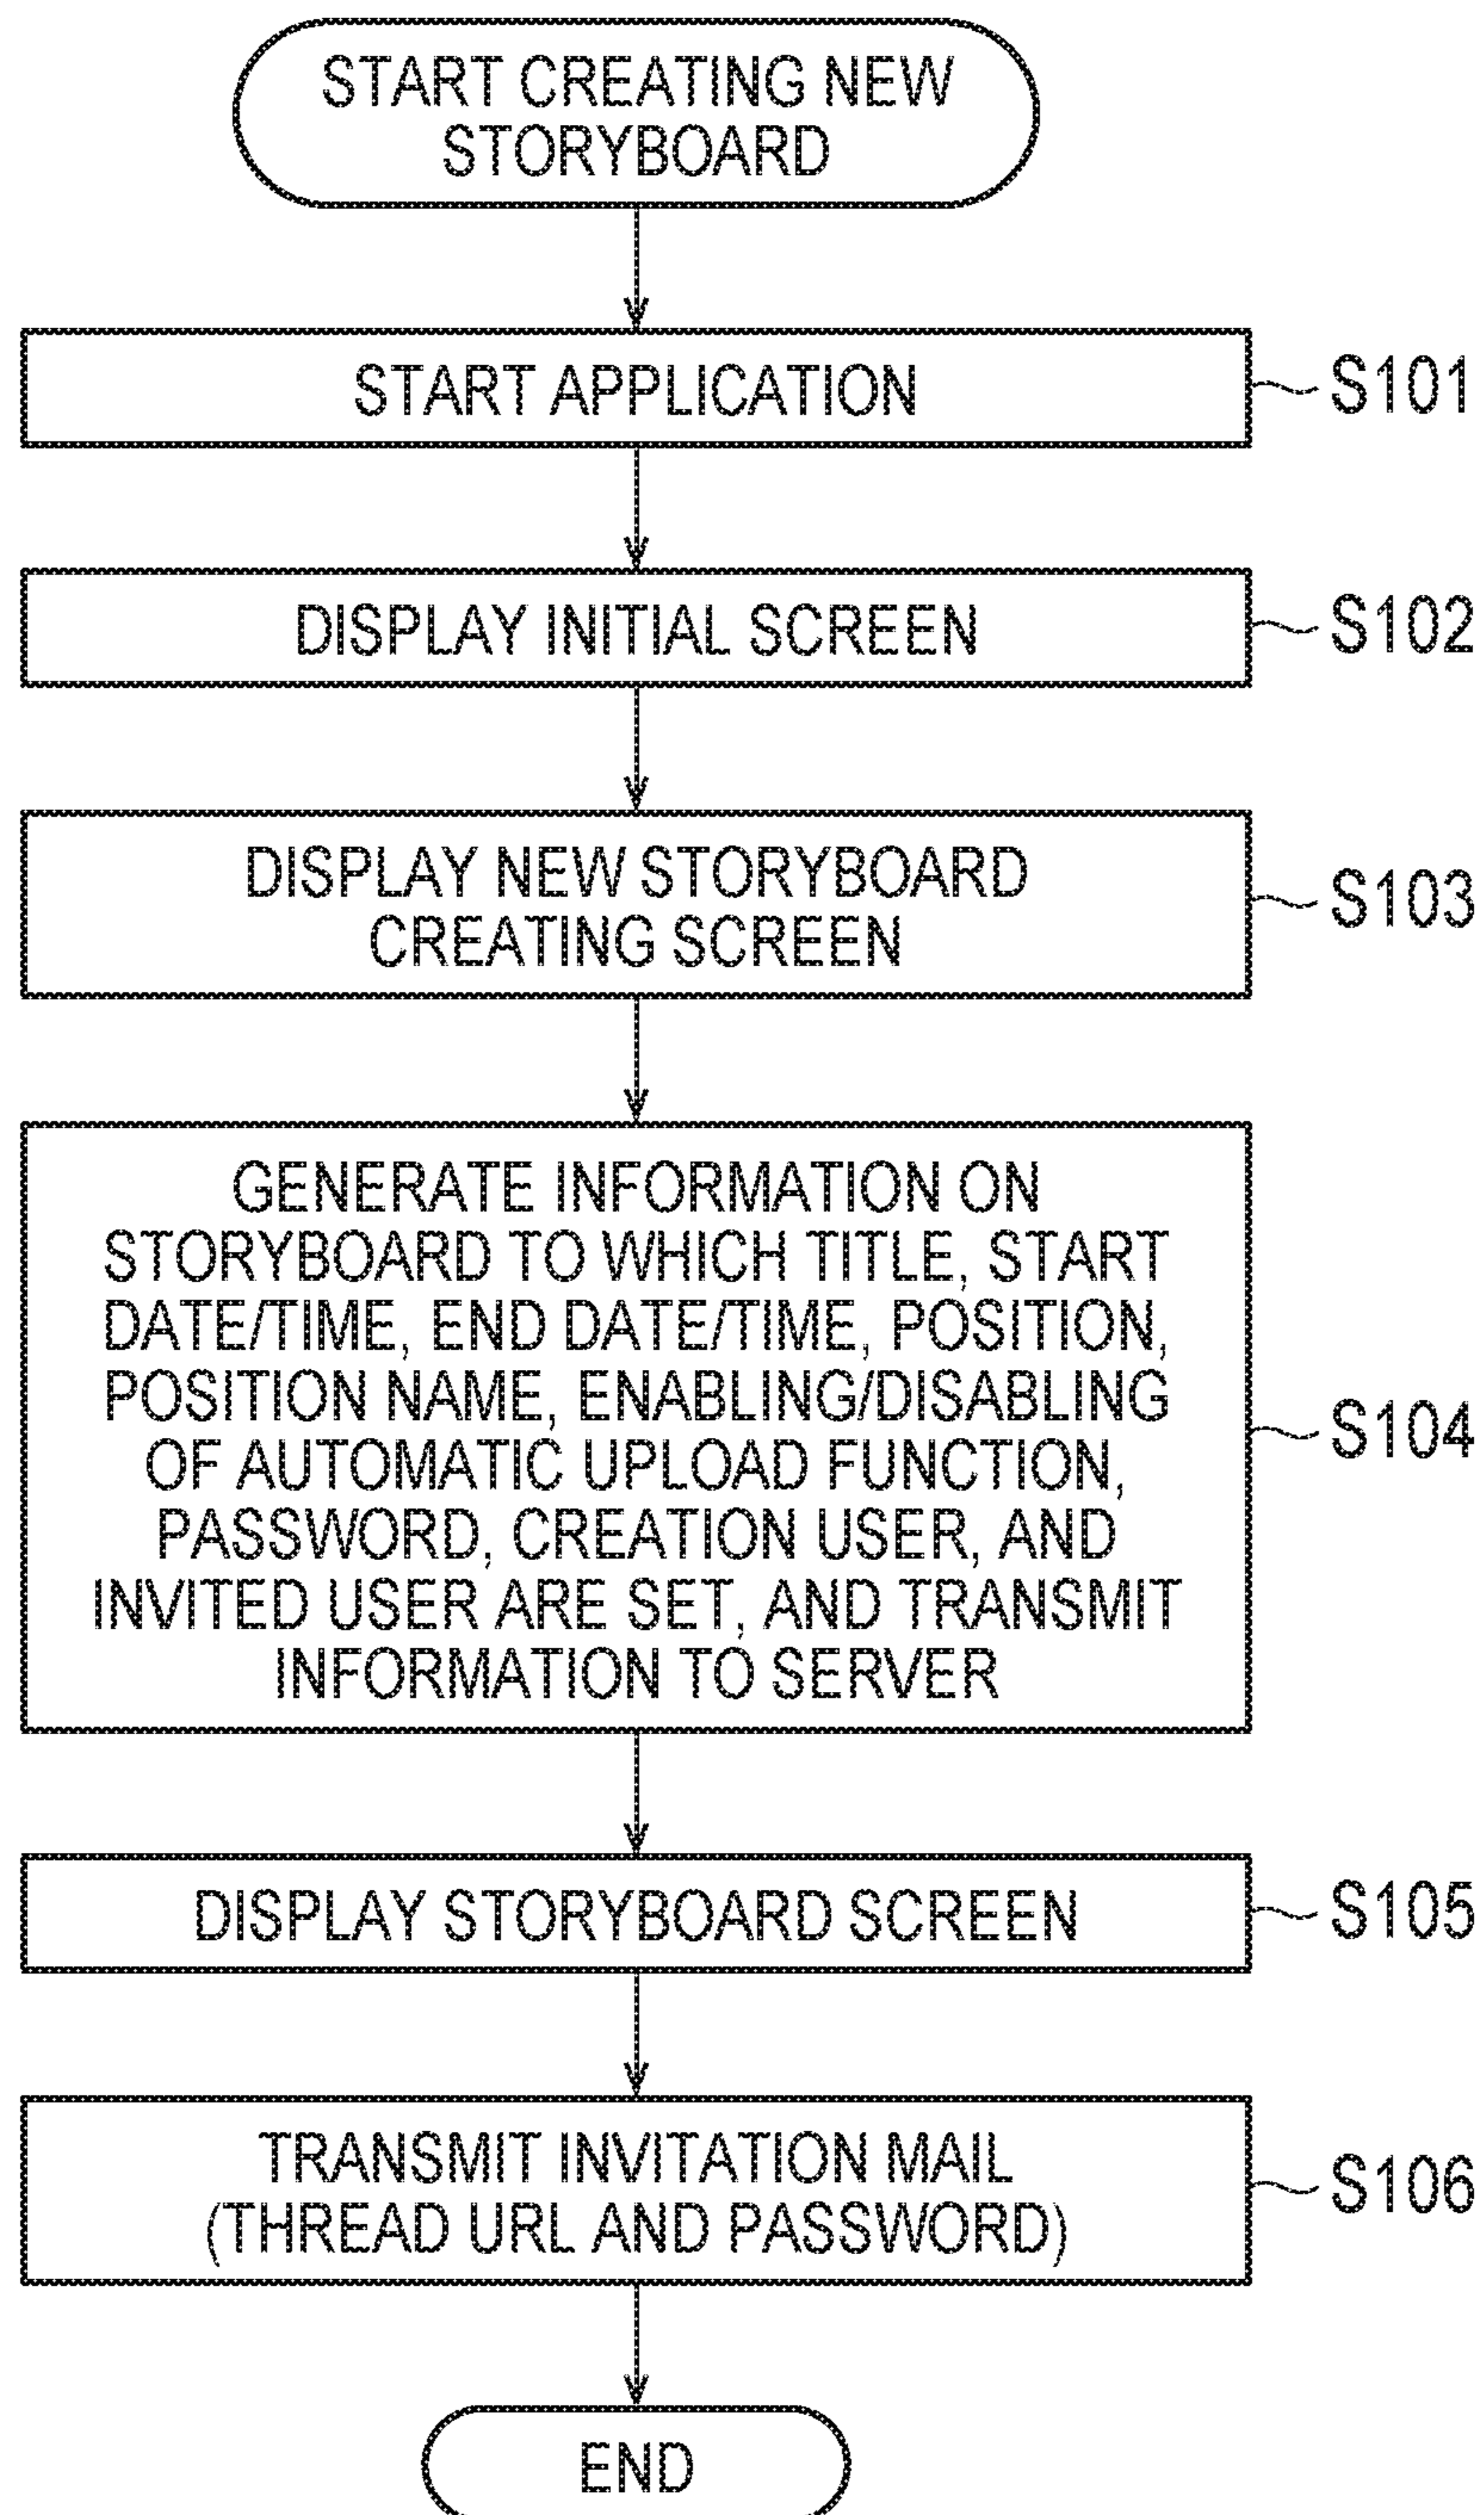 START CREATING NEW
STORYBOARD
START APPLICATION
S101
DISPLAY INITIAL SCREEN
S102
DISPLAY NEW STORYBOARD
CREATING SCREEN
S103
GENERATE INFORMATION ON
STORYBOARD TO WHICH TITLE, START
DATE/TIME, END DATE/TIME, POSITION,
POSITION NAME, ENABLING/DISABLING
OF AUTOMATIC UPLOAD FUNCTION,
PASSWORD, CREATION USER, AND
INVITED USER ARE SET, AND TRANSMIT
INFORMATION TO SERVER
S104
DISPLAY STORYBOARD SCREEN
S105
TRANSMIT INVITATION MAIL
(THREAD URL AND PASSWORD)
S106
END